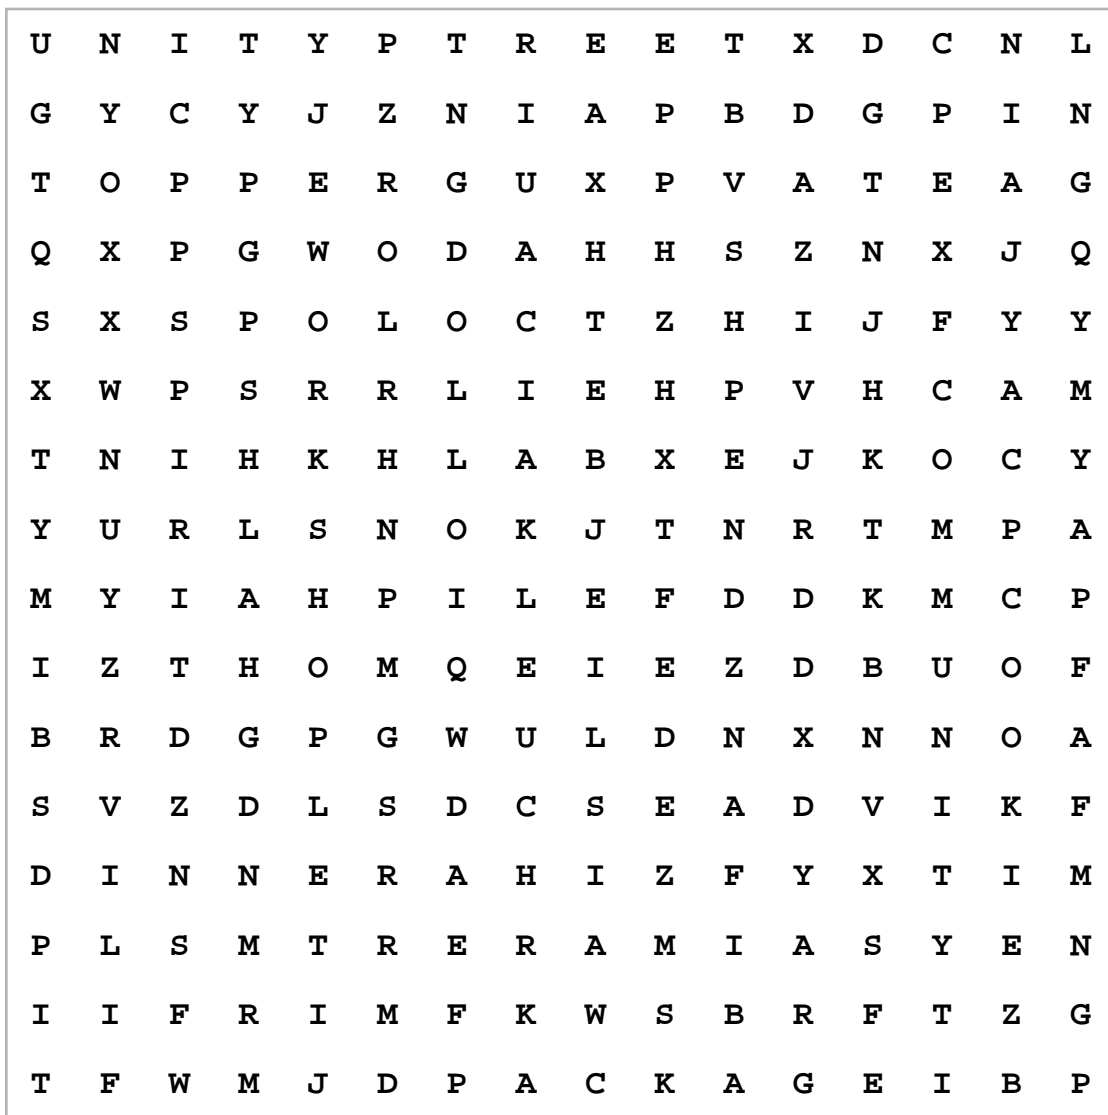 U N I T Y P T R E E T X D C N L
G Y C Y J Z N I A P B D G P I N
T O P P E R G U X P V A T E A G
Q X P G W O D A H H S Z N X J Q
S X S P O L O C T Z H I J F Y Y
X W P S R R L I E H P V H C A M
T N I H K H L A B X E J K O C Y
Y U R L S N O K J T N R T M P A
M Y I A H P I L E F D D K M C P
I Z T H O M Q E I E Z D B U O F
B R D G P G W U L D N X N N O A
S V Z D L S D C S E A D V I K F
D I N N E R A H I Z F Y X T I M
P L S M T R E R A M I A S Y E N
I I F R I M F K W S B R F T Z G
T F W M J D P A C K A G E I B P